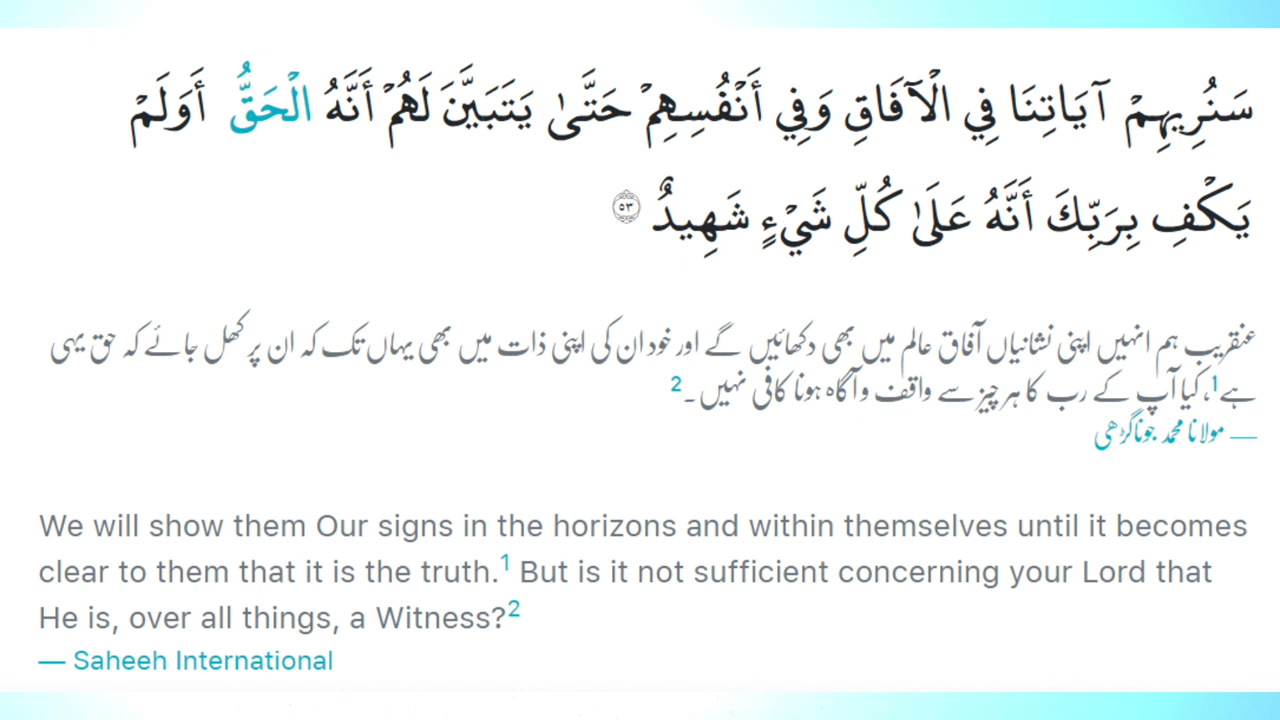 سَنُرِيهِمْ آيَاتِنَا فِي الْآفَاقِ وَفِي أَنْفُسِهِمْ حَتَّىٰ يَتَبَيَّنَ لَهُمْ أَنَّهُ الْحَقُّ أَوَلَمْ
يَكْفِ بِرَبِّكَ أَنَّهُ عَلَىٰ كُلِّ شَيْءٍ شَهِيدٌ ٥٣
عنقریب ہم انہیں اپنی نشانیاں آفاق عالم میں بھی دکھائیں گے اور خود ان کی اپنی ذات میں بھی یہاں تک کہ ان پر کھل جائے کہ حق یہی
ہے1،کیا آپ کے رب کا ہر چیز سے واقف وآگاه ہونا کافی نہیں۔2
— مولانا محمد جوناگڑھی
We will show them Our signs in the horizons and within themselves until it becomes
clear to them that it is the truth.1 But is it not sufficient concerning your Lord that
He is, over all things, a Witness?2
— Saheeh International